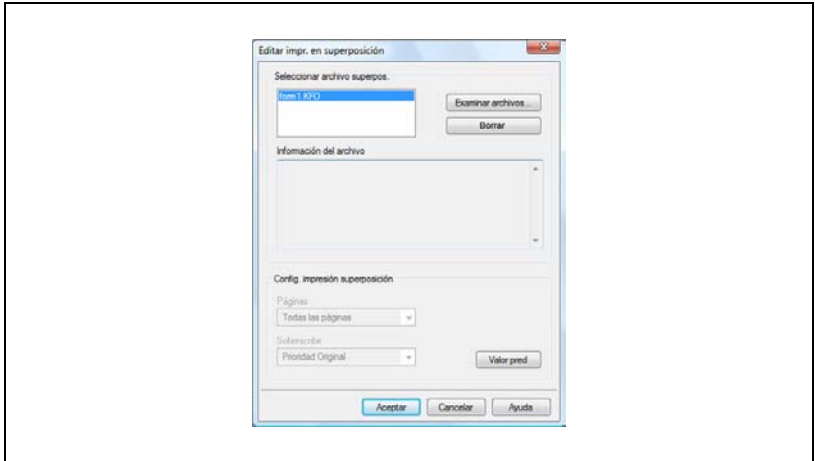 Editar impr. en superposición
Seleccionar archivo superpos.
form1.KFO
Examinar archivos...
Borrar
Información del archivo
Config. impresión superposición
Páginas
Todas las páginas
Sobrescribir
Prioridad Original
Valor pred
Aceptar
Cancelar
Ayuda